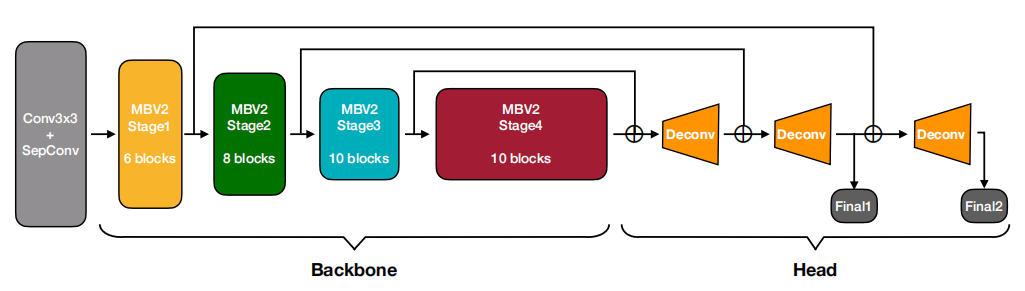 Conv3x3
+
SepConv
MBV2
Stage1
6 blocks
MBV2
Stage2
8 blocks
MBV2
Stage3
10 blocks
MBV2
Stage4
10 blocks
Deconv
Deconv
Deconv
Final1
Final2
Backbone
Head